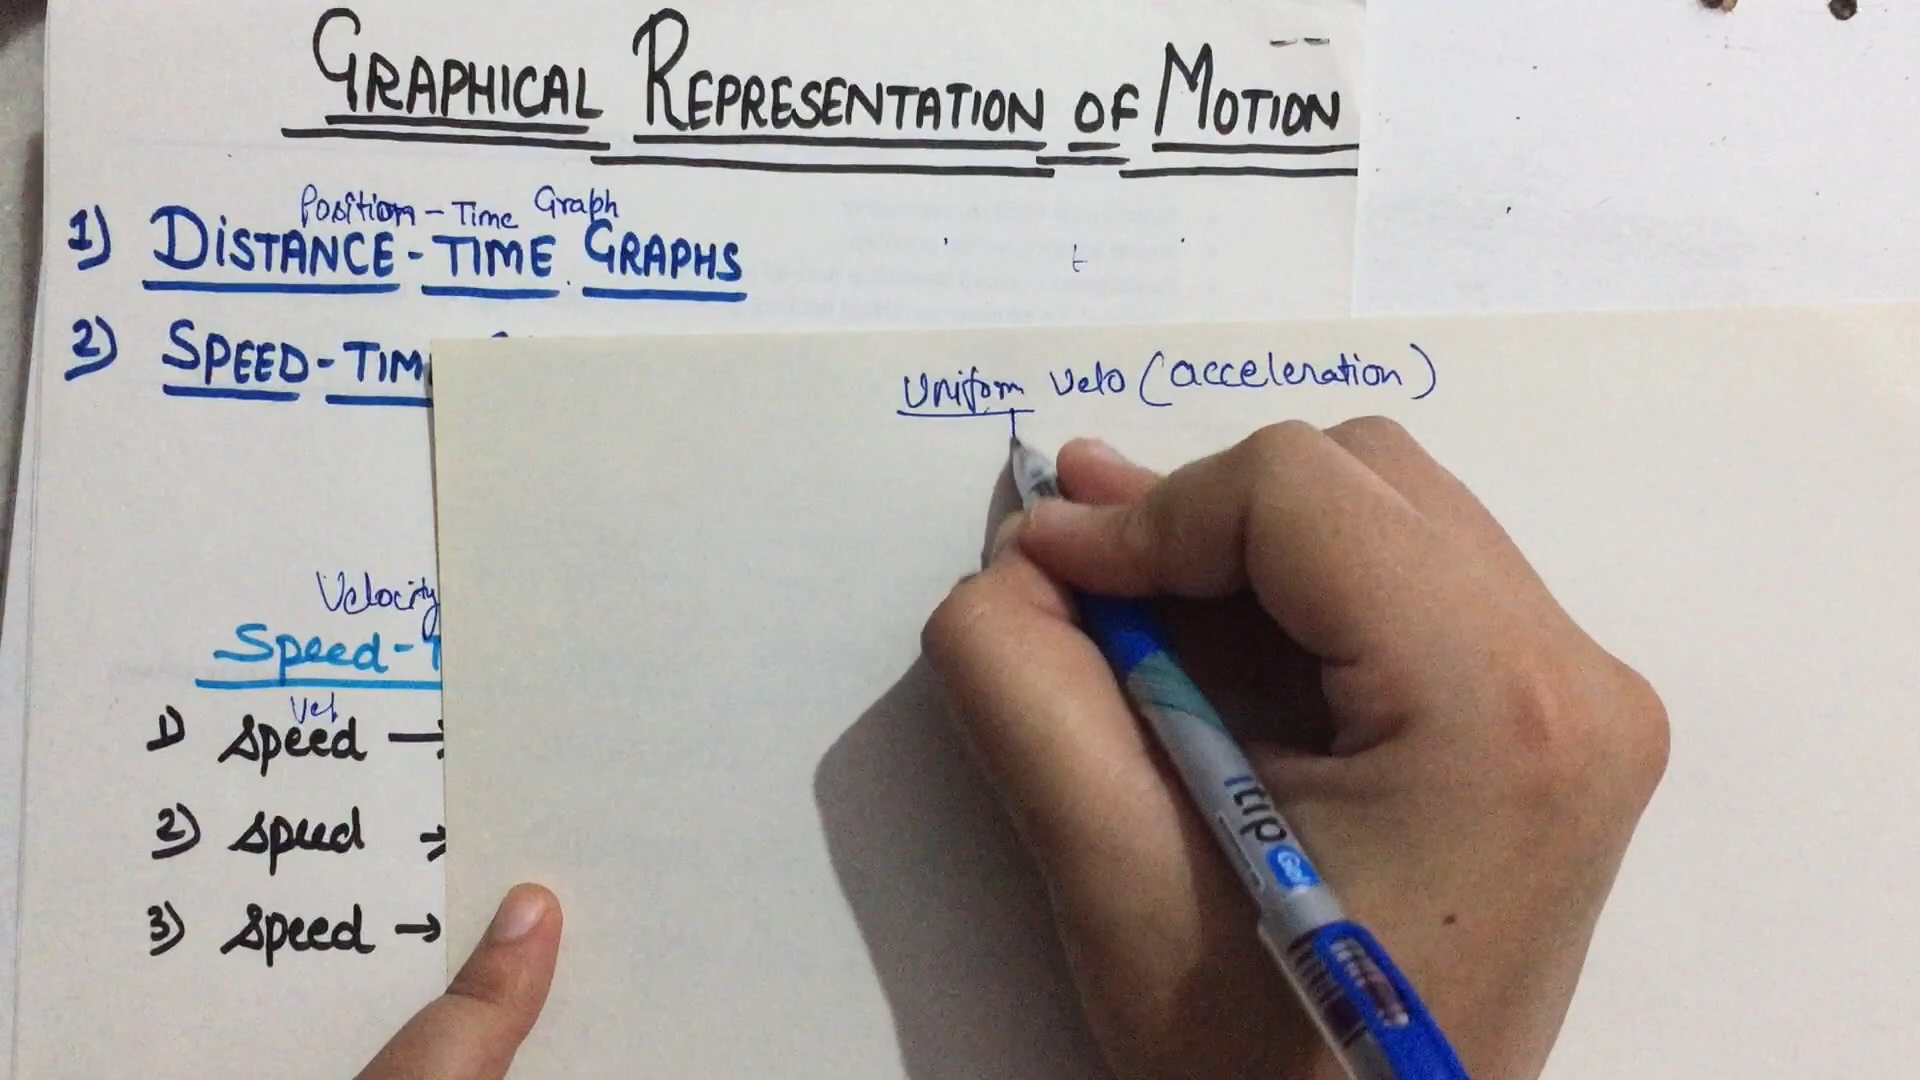 GRAPHICAL REPRESENTATION OF MOTION
Position - Time Graph
1) DISTANCE - TIME GRAPHS
t
2) SPEED - TIM
Uniform Velo (acceleration)
Velocity
Speed - T
Vel
1) Speed →
2) Speed →
3) Speed →
itip